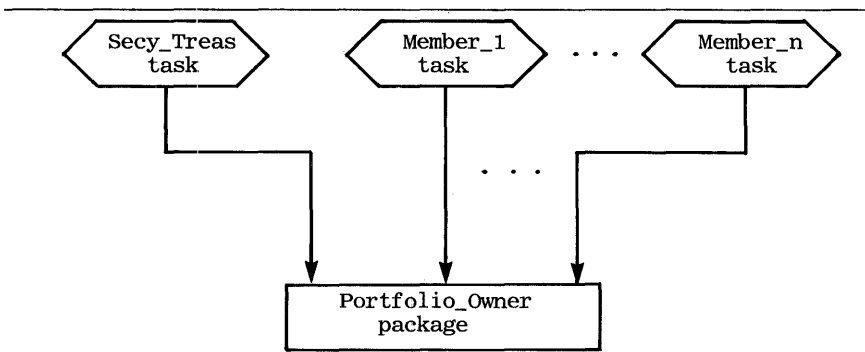 Secy_Treas
task
Member_1
task
. . .
Member_n
task
. . .
Portfolio_Owner
package